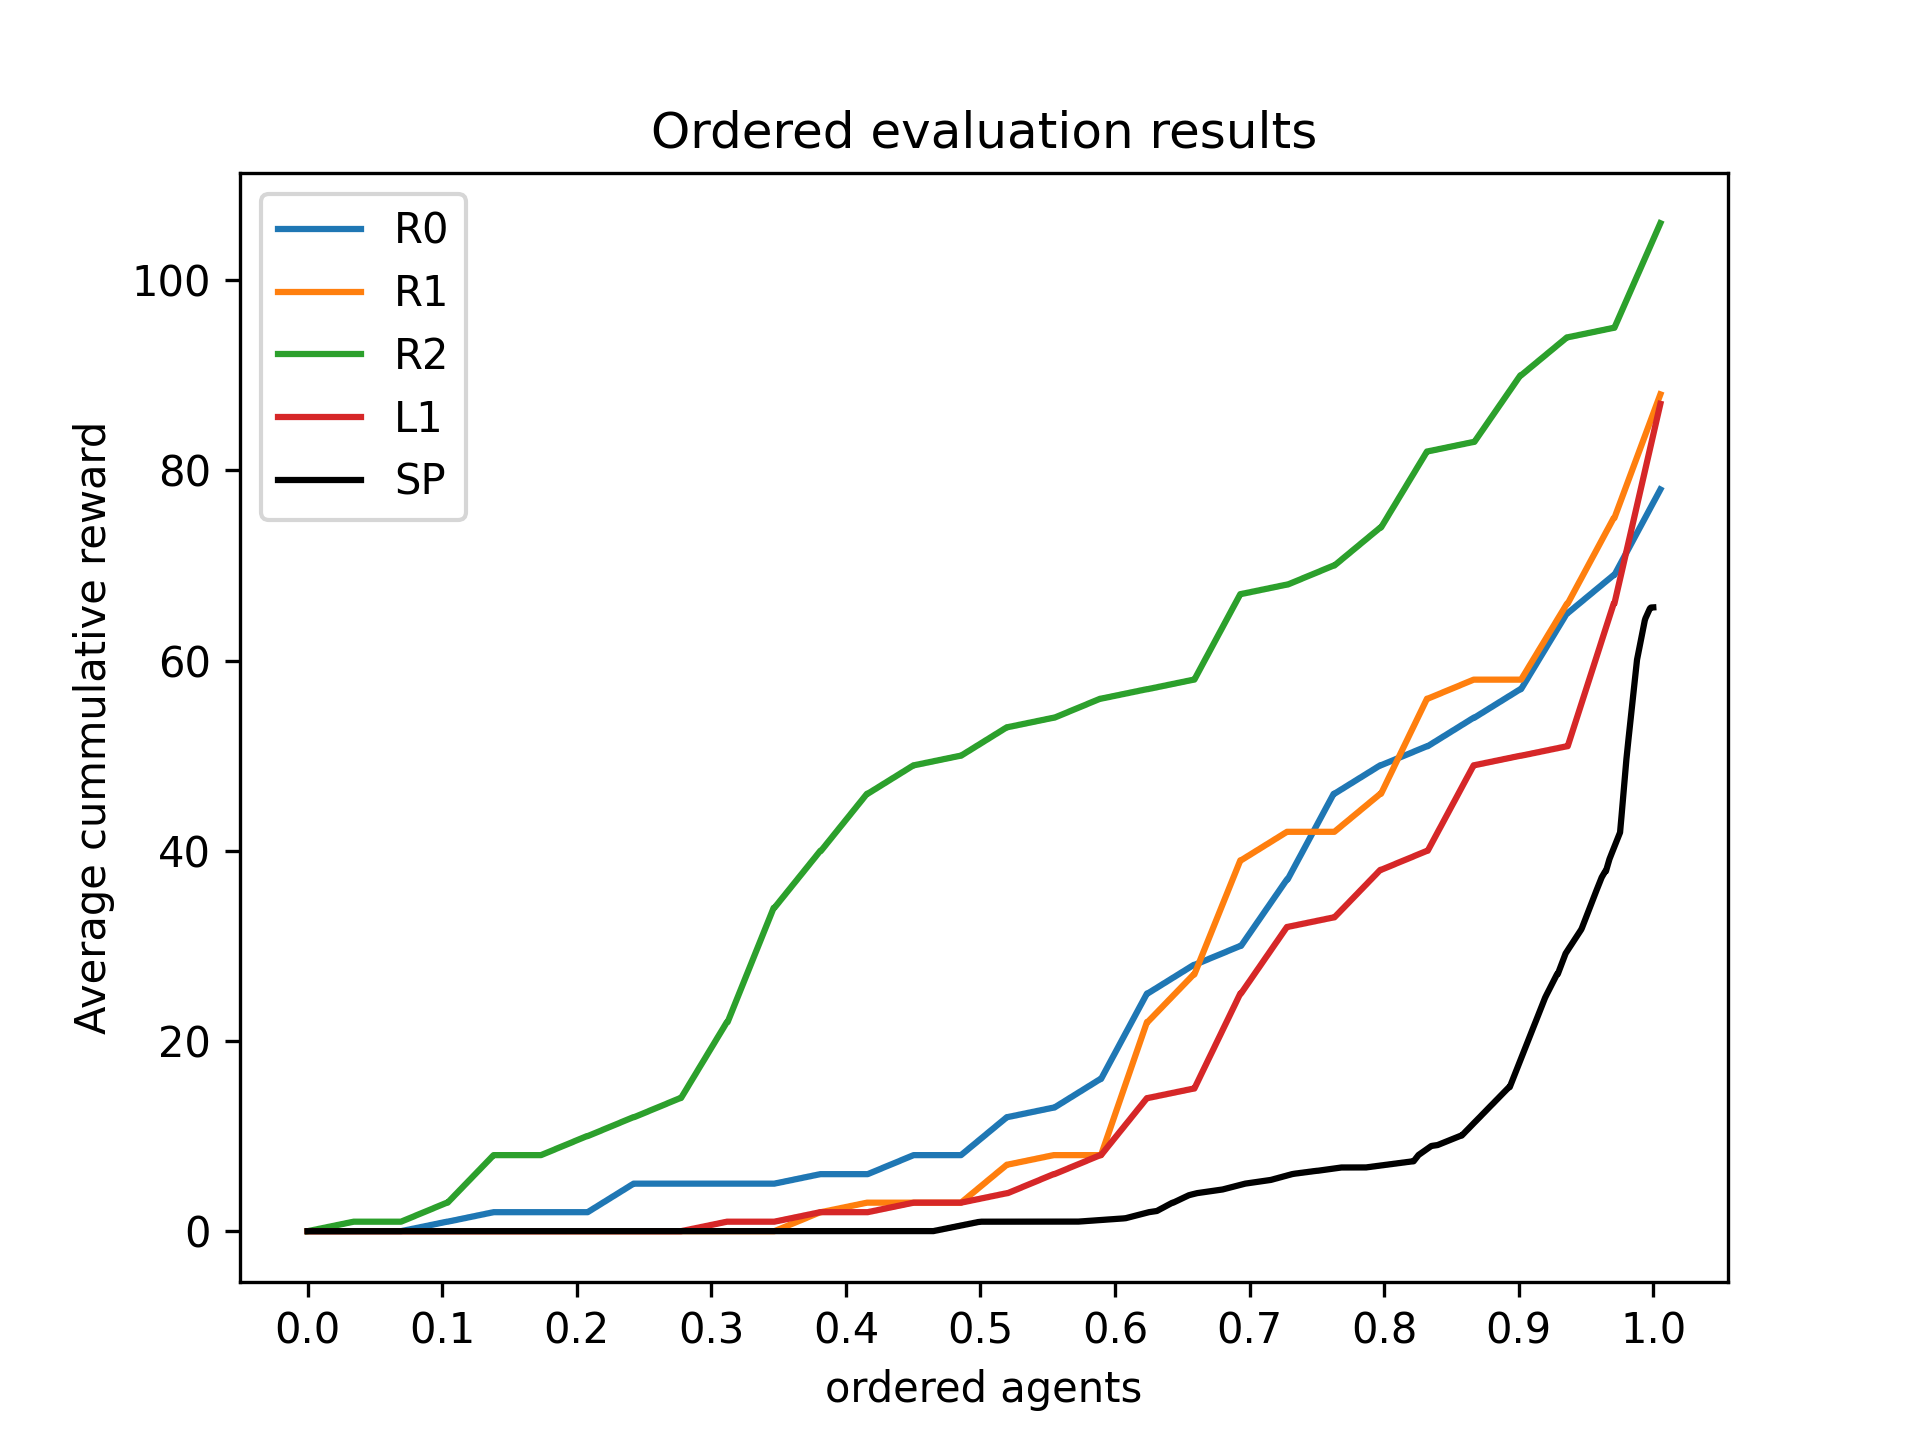 Ordered evaluation results
R0
R1
R2
L1
SP
Average cummulative reward
100
80
60
40
20
0
0.0 0.1 0.2 0.3 0.4 0.5 0.6 0.7 0.8 0.9 1.0
ordered agents